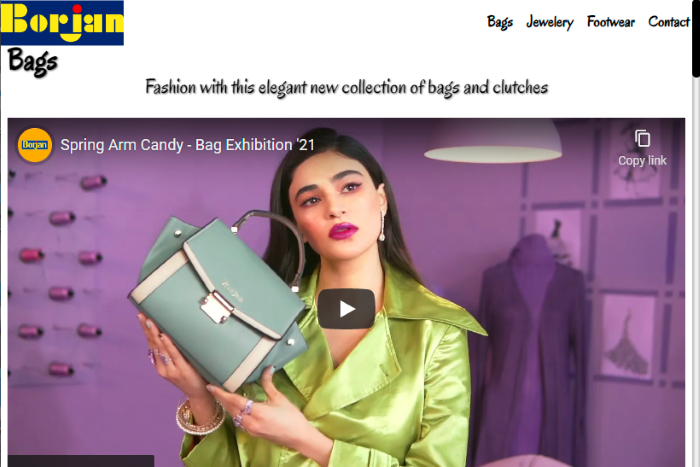 Borjan
Bags Jewelery Footwear Contact
Bags
Fashion with this elegant new collection of bags and clutches
Borjan
Spring Arm Candy - Bag Exhibition '21
Copy link
Borjan